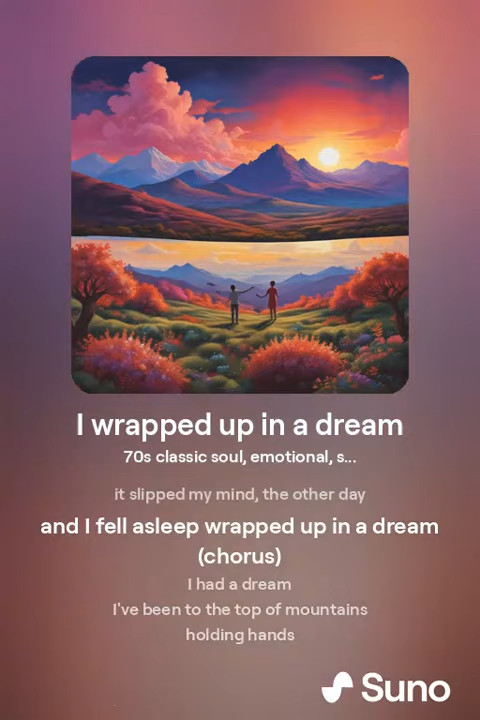 I wrapped up in a dream
70s classic soul, emotional, s...
it slipped my mind, the other day
and I fell asleep wrapped up in a dream
(chorus)
I had a dream
I've been to the top of mountains
holding hands
Suno